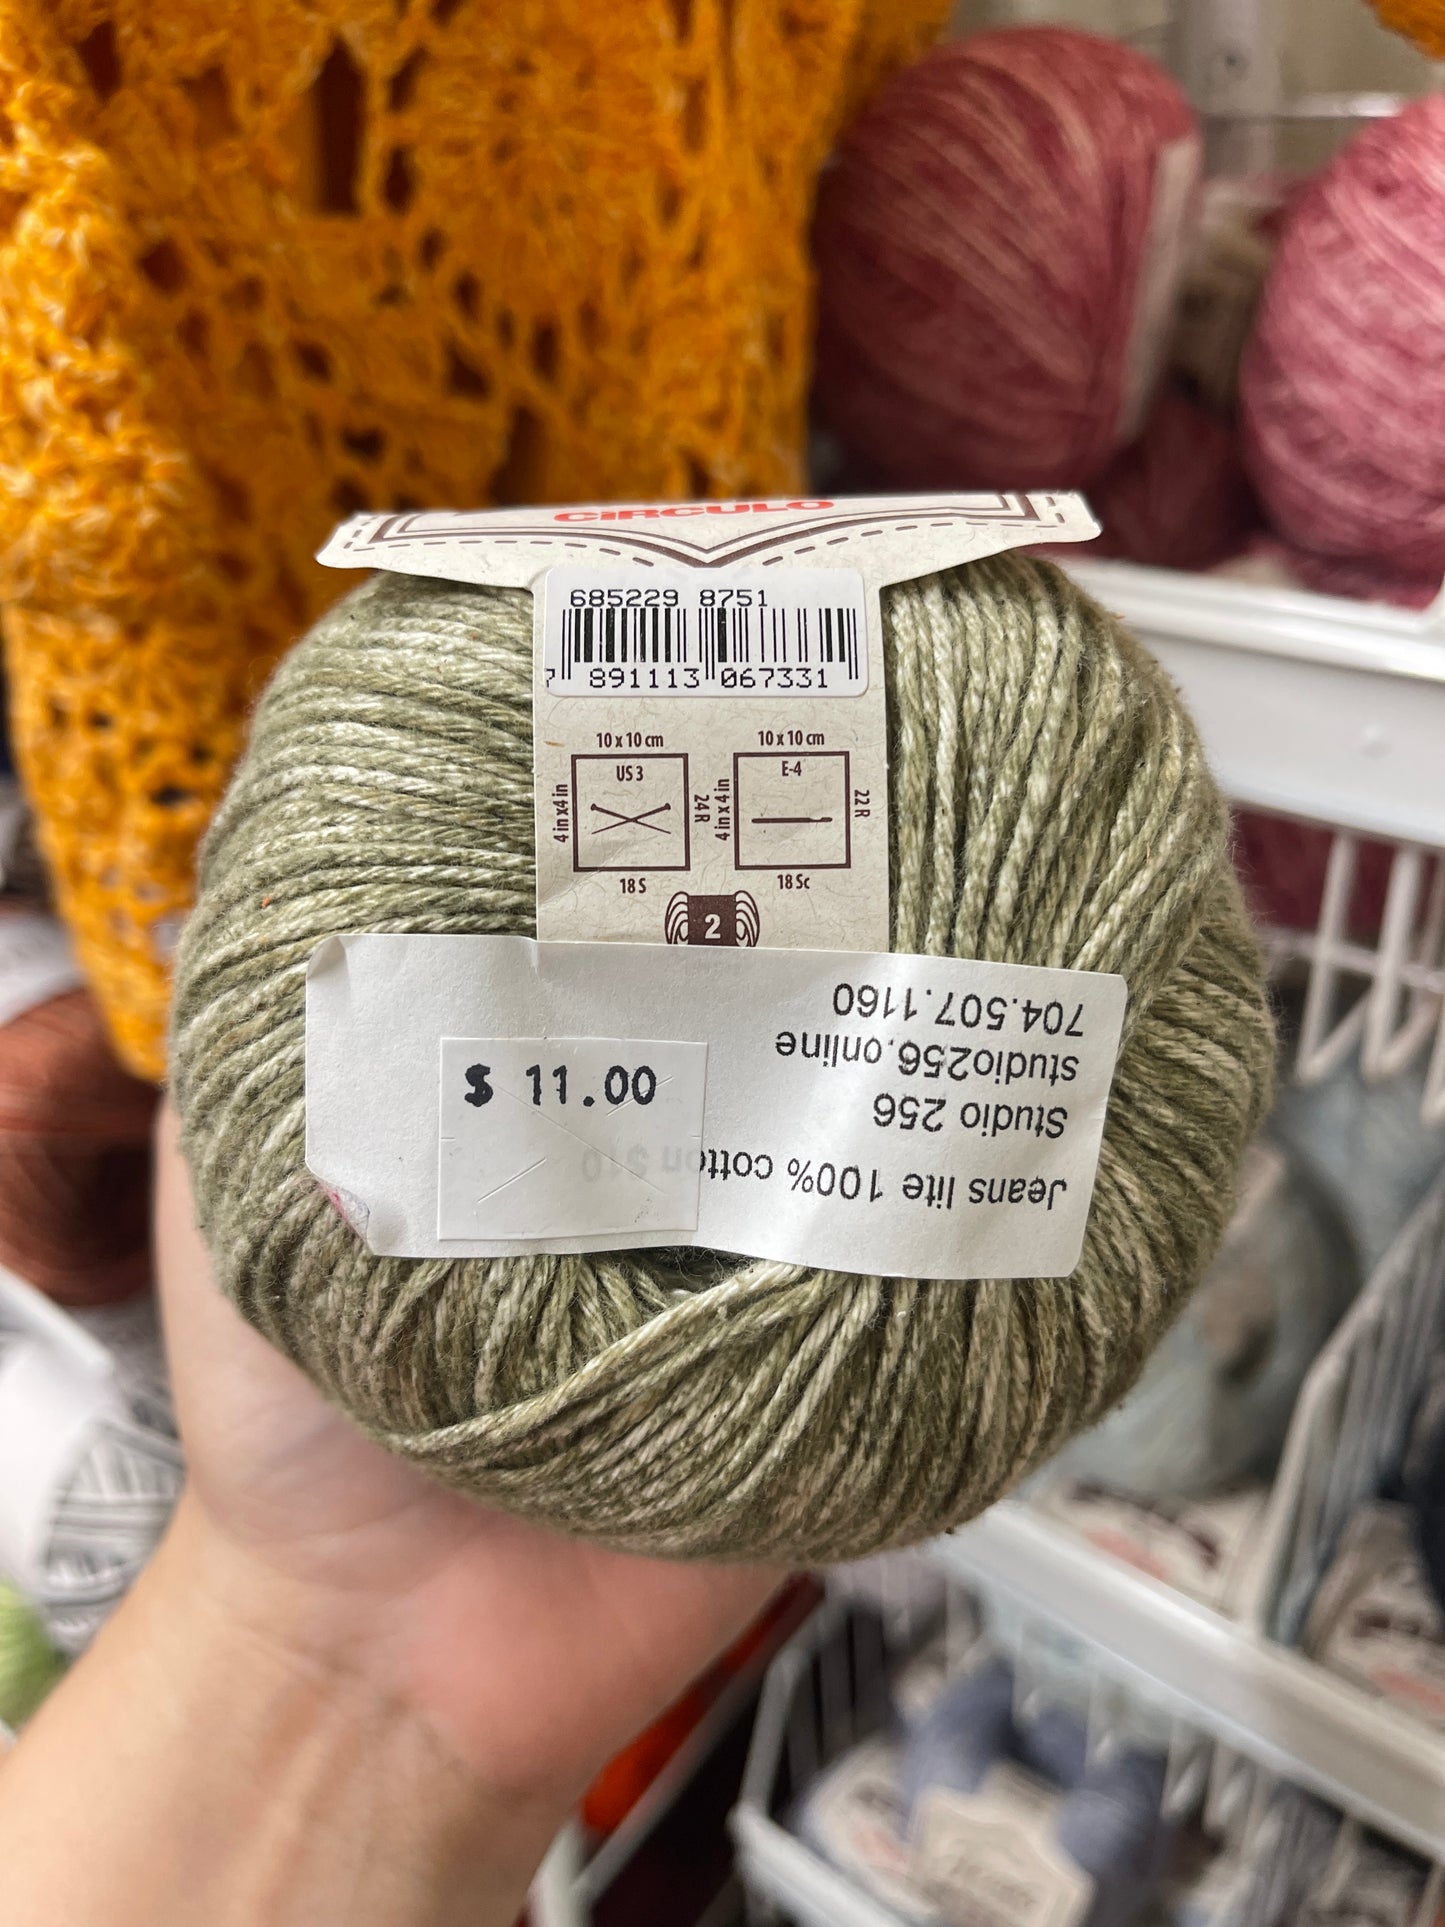 CIRCULO
685229 8751
7 891113 067331
10 x 10 cm
US 3
4 in x 4 in
24 R
18 S
10 x 10 cm
E-4
4 in x 4 in
22 R
18 Sc
2
$ 11.00
Jeans lite 100% cotton $10
Studio 256
studio256.online
704.507.1160